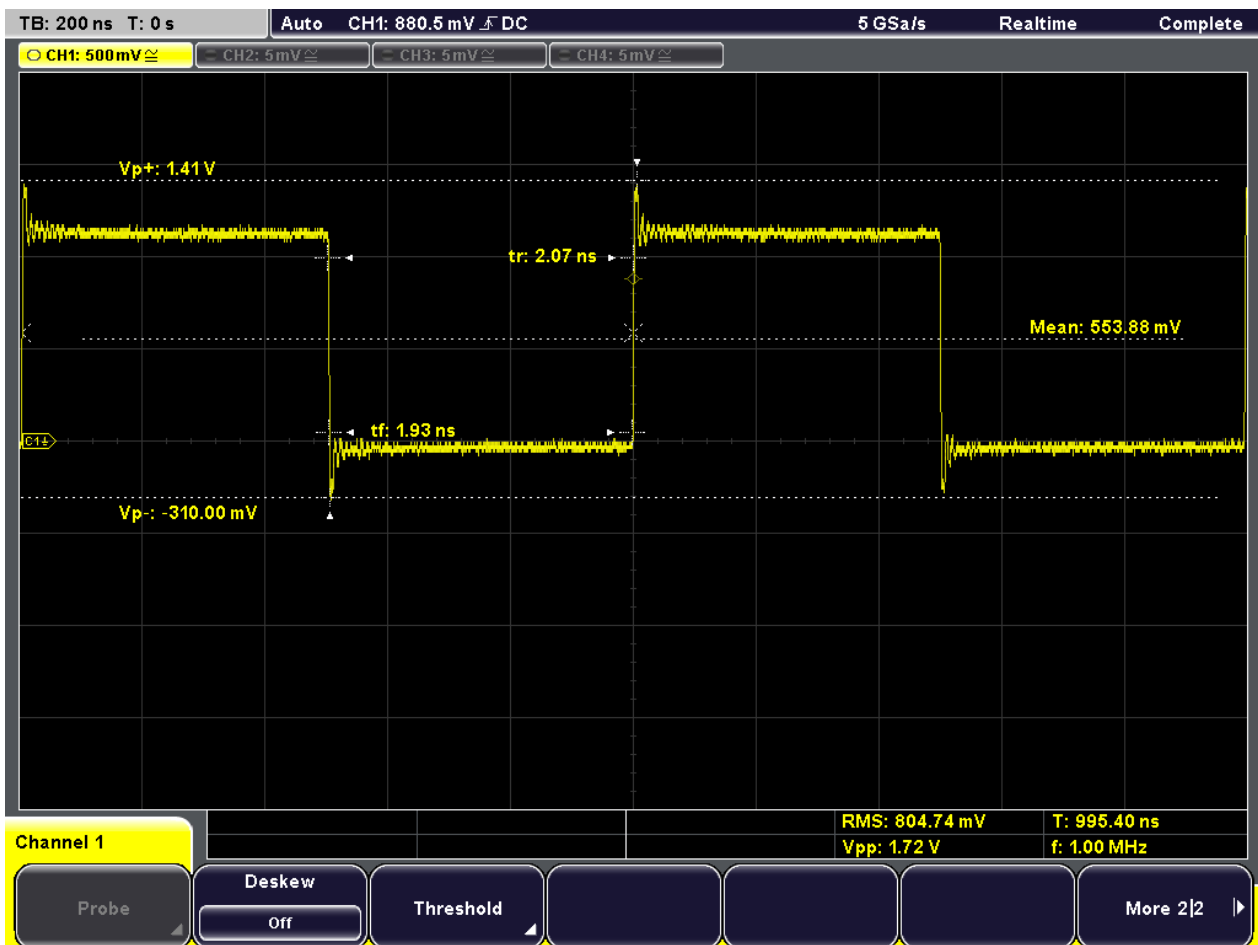 TB: 200 ns T: 0 s Auto CH1: 880.5 mV DC 5 GSa/s Realtime Complete
CH1: 500mV≅ CH2: 5mV≅ CH3: 5mV≅ CH4: 5mV≅
Vp+: 1.41 V
tr: 2.07 ns
Mean: 553.88 mV
tf: 1.93 ns
C1
Vp-: -310.00 mV
RMS: 804.74 mV T: 995.40 ns
Channel 1
Vpp: 1.72 V f: 1.00 MHz
Probe
Deskew
Off
Threshold
More 2|2